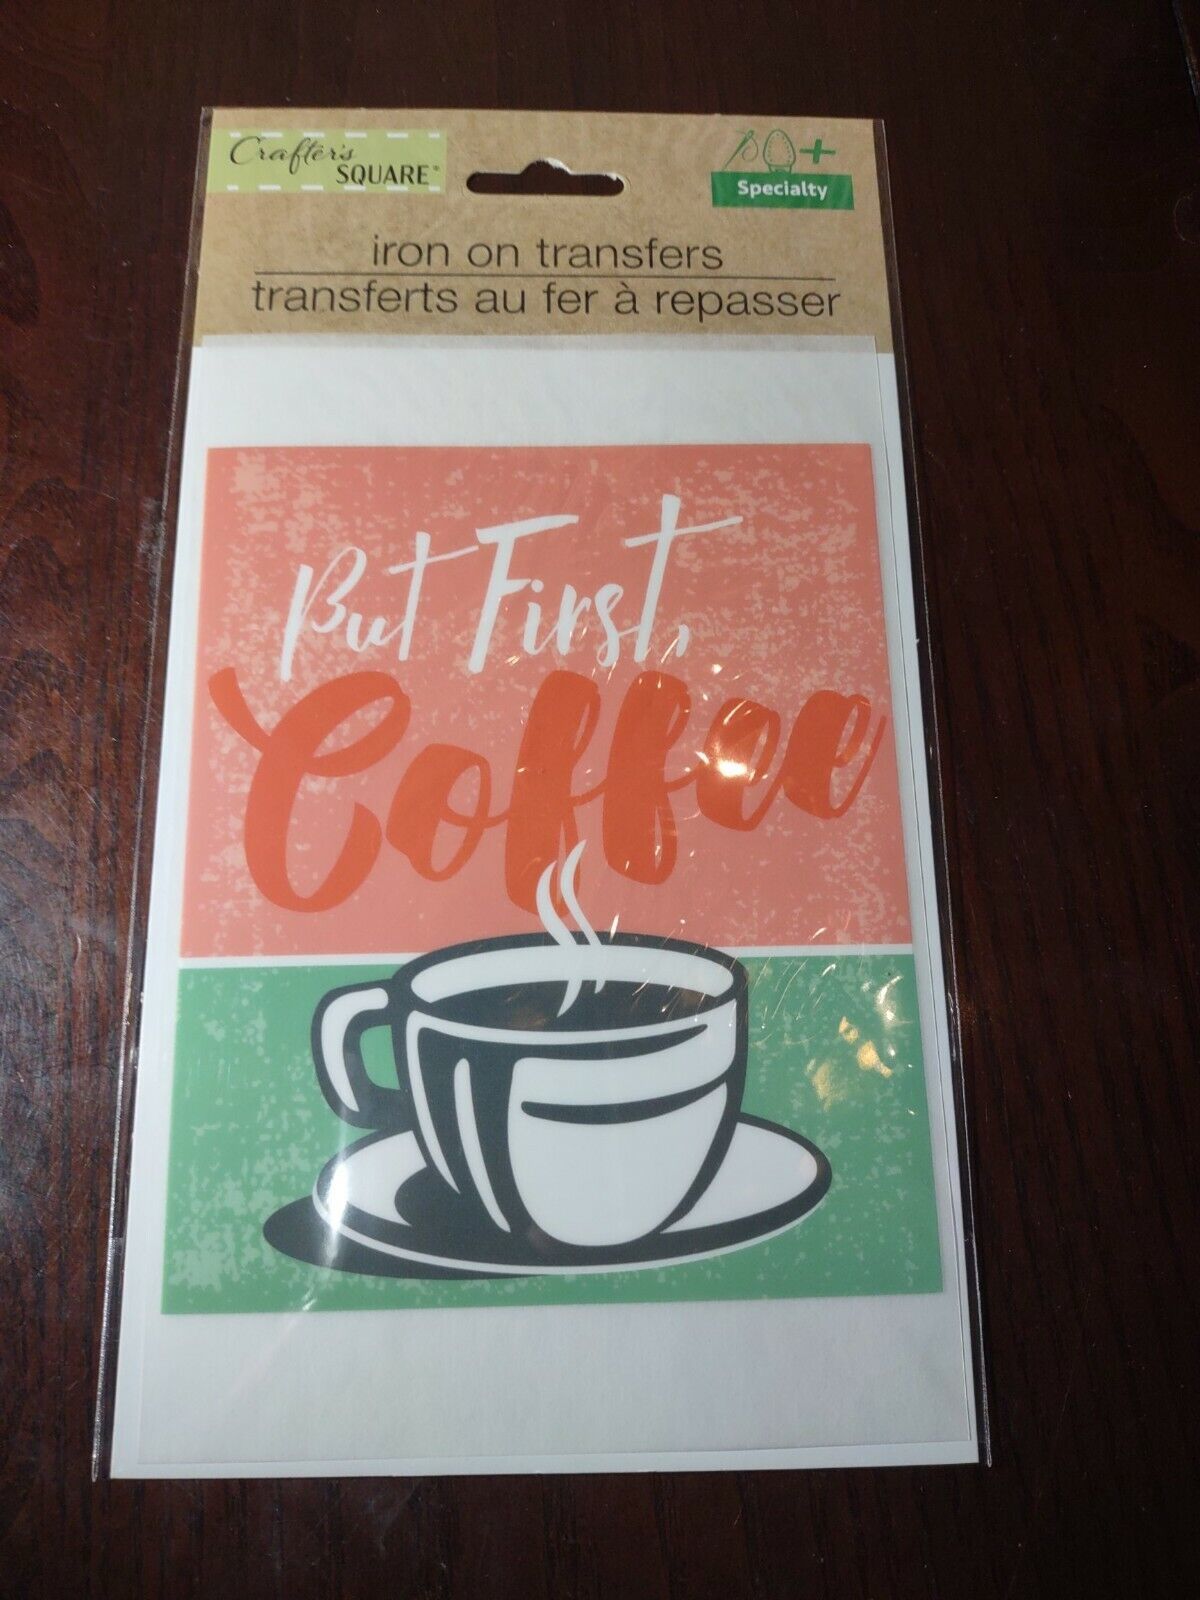 Crafter's
SQUARE
Specialty
iron on transfers
transferts au fer à repasser
But First,
Coffee